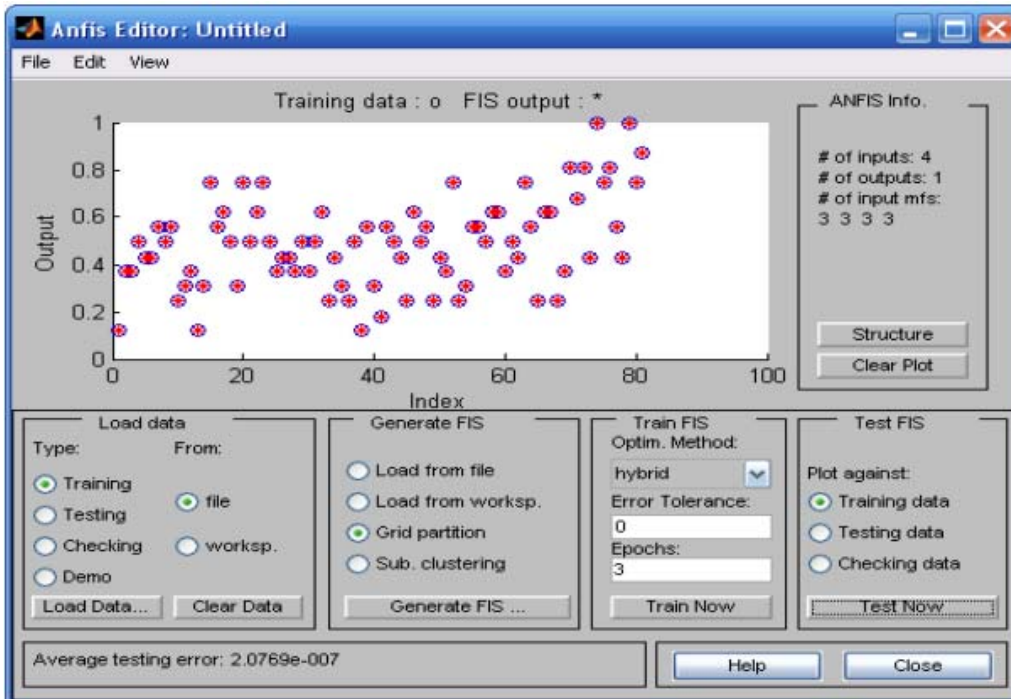 Anfis Editor: Untitled
File Edit View
Training data : o FIS output : *
1
0.8
0.6
0.4
0.2
0
Output
0 20 40 60 80 100
Index
ANFIS Info.
# of inputs: 4
# of outputs: 1
# of input mfs:
3 3 3 3
Structure
Clear Plot
Load data
Type: From:
Training
Testing
Checking
Demo
file
worksp.
Load Data... Clear Data
Generate FIS
Load from file
Load from worksp.
Grid partition
Sub. clustering
Generate FIS ...
Train FIS
Optim. Method:
hybrid
Error Tolerance:
0
Epochs:
3
Train Now
Test FIS
Plot against:
Training data
Testing data
Checking data
Test Now
Average testing error: 2.0769e-007
Help Close